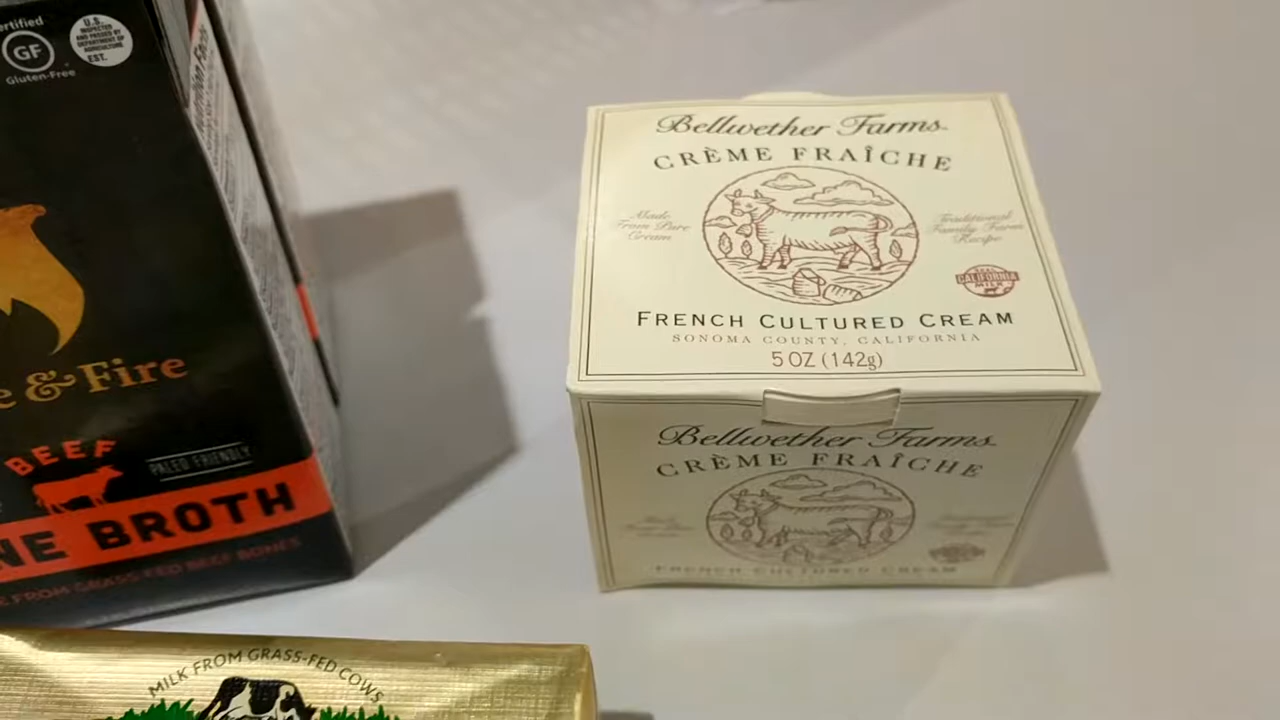 ertified
GF
Gluten-Free
U.S.
INSPECTED
AND PASSED BY
DEPARTMENT OF
AGRICULTURE
EST.
Nutrition Facts
e & Fire
BEEF
PALEO FRIENDLY
NE BROTH
E FROM GRASS-FED BEEF BONES
Bellwether Farms
CRÈME FRAÎCHE
Made
From Pure
Cream
Traditional
Family Farm
Recipe
REAL
CALIFORNIA
MILK
FRENCH CULTURED CREAM
SONOMA COUNTY, CALIFORNIA
5 OZ (142g)
Bellwether Farms
CRÈME FRAÎCHE
FRENCH CULTURED CREAM
MILK FROM GRASS-FED COWS